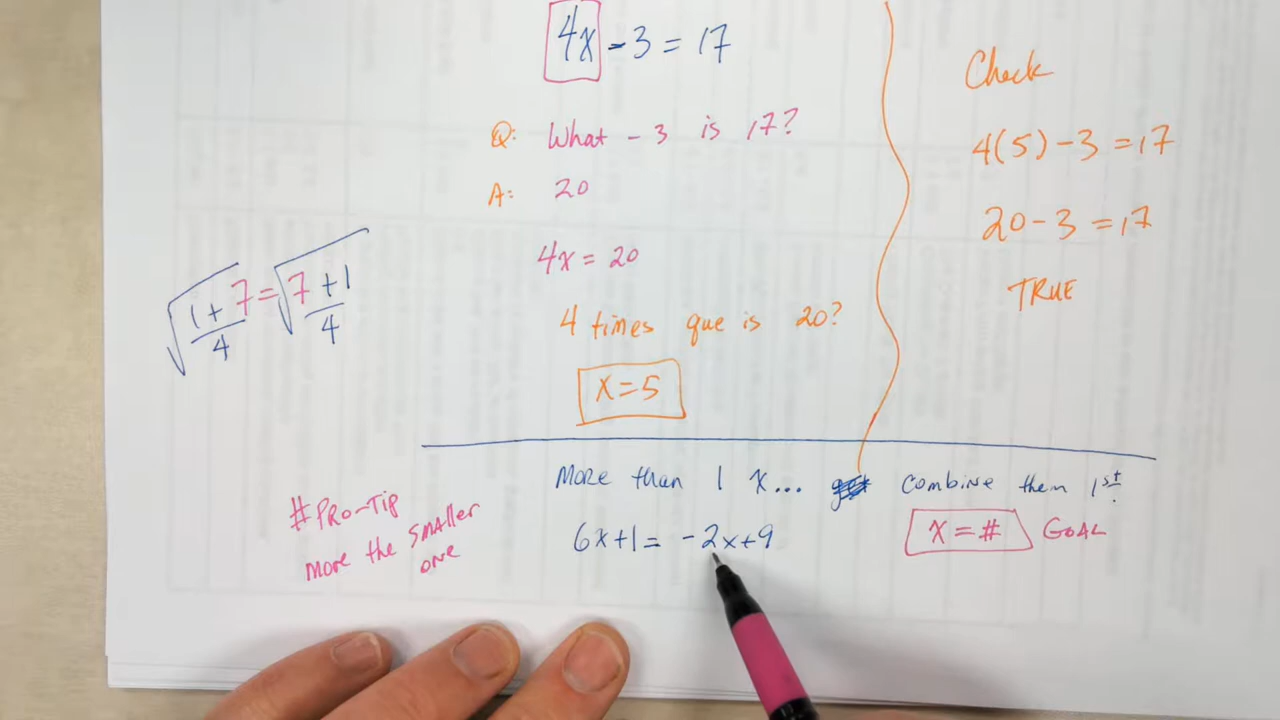 4x - 3 = 17
Q: What - 3 is 17?
A: 20
4x = 20
4 times que is 20?
x = 5
Check
4(5) - 3 = 17
20 - 3 = 17
TRUE
√((1 + 7)/4) = √((7 + 1)/4)
More than 1 x... combine them 1st.
6x + 1 = -2x + 9
x = # GOAL
# PRO-TIP
move the SMALLER
one